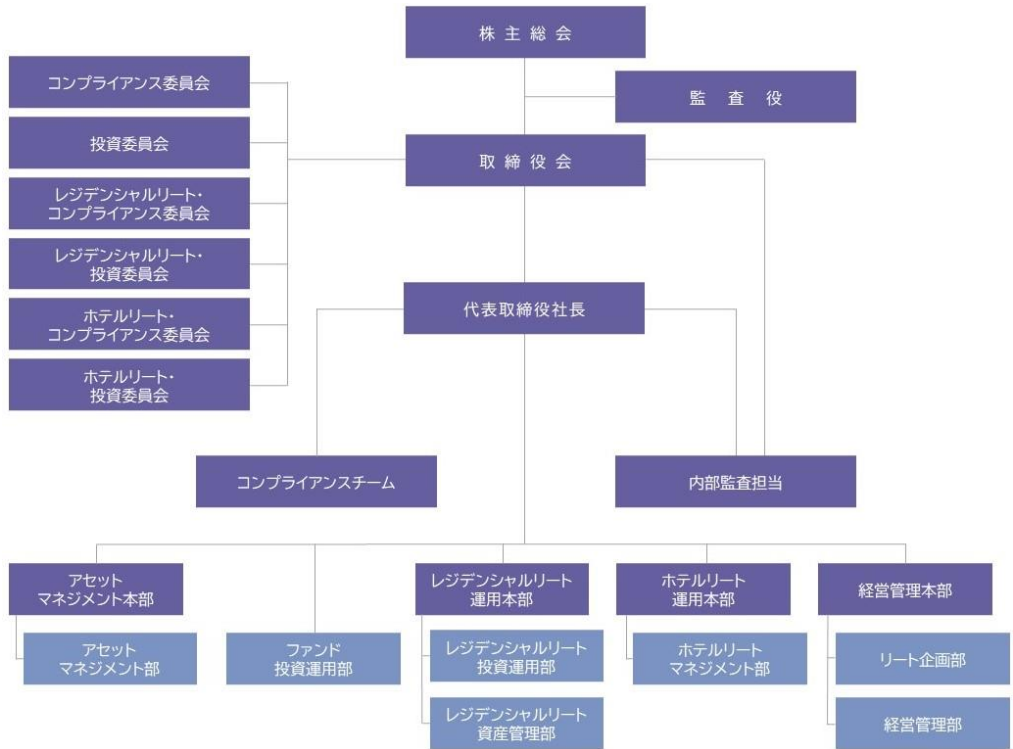 株主総会
監査役
取締役会
コンプライアンス委員会
投資委員会
レジデンシャルリート・
コンプライアンス委員会
レジデンシャルリート・
投資委員会
ホテルリート・
コンプライアンス委員会
ホテルリート・
投資委員会
代表取締役社長
コンプライアンスチーム
内部監査担当
アセット
マネジメント本部
アセット
マネジメント部
ファンド
投資運用部
レジデンシャルリート
運用本部
レジデンシャルリート
投資運用部
レジデンシャルリート
資産管理部
ホテルリート
運用本部
ホテルリート
マネジメント部
経営管理本部
リート企画部
経営管理部